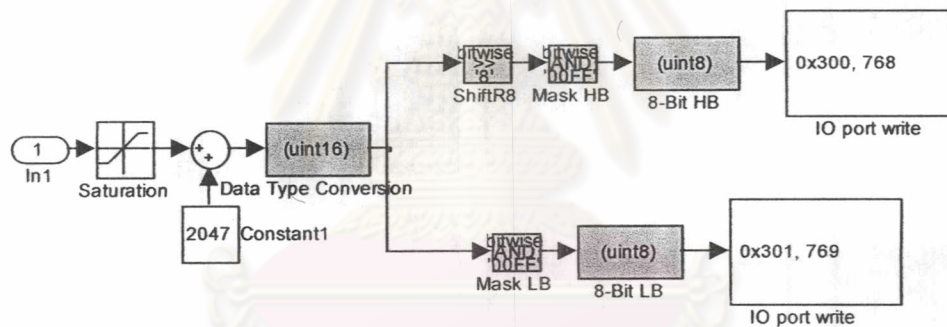 bitwise
>>
'8'
ShiftR8
bitwise
AND
'00FF'
Mask HB
(uint8)
8-Bit HB
0x300, 768
IO port write
1
In1
Saturation
+
+
(uint16)
Data Type Conversion
2047
Constant1
bitwise
AND
'00FF'
Mask LB
(uint8)
8-Bit LB
0x301, 769
IO port write